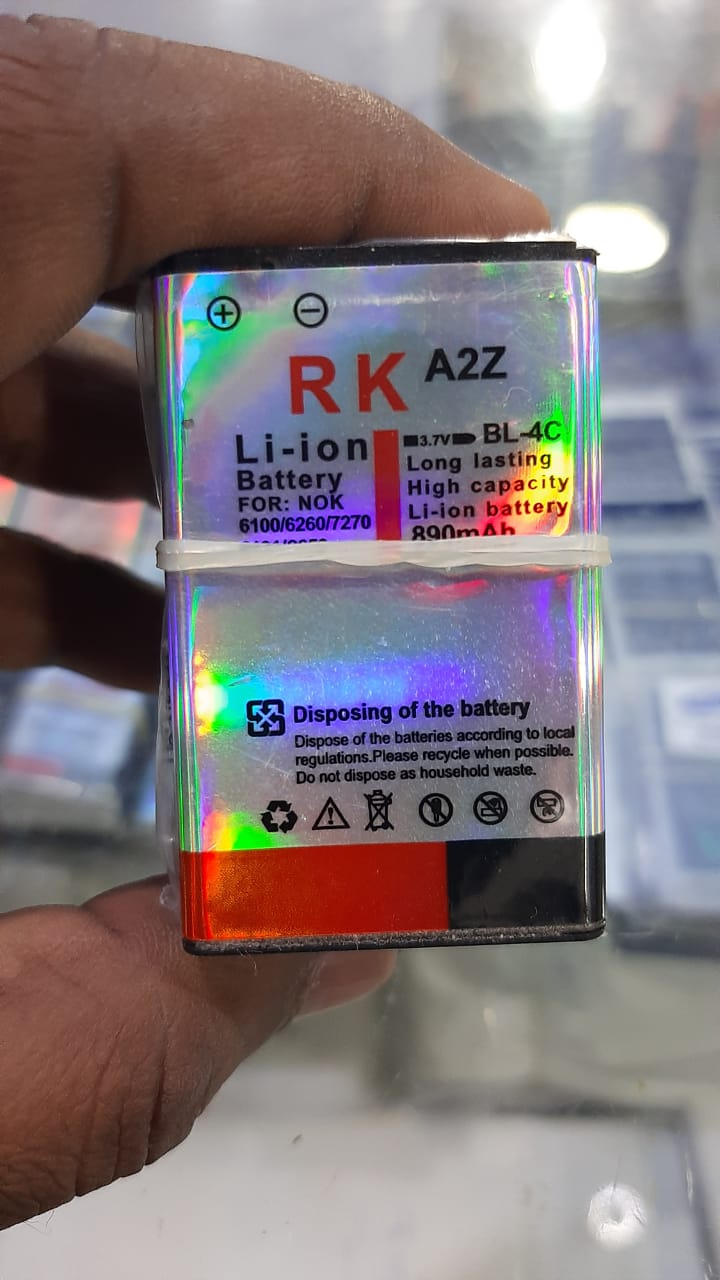 RK A2Z
Li-ion
Battery
FOR: NOK
6100/6260/7270
3.7V BL-4C
Long lasting
High capacity
Li-ion battery
890mAh
Disposing of the battery
Dispose of the batteries according to local
regulations.Please recycle when possible.
Do not dispose as household waste.